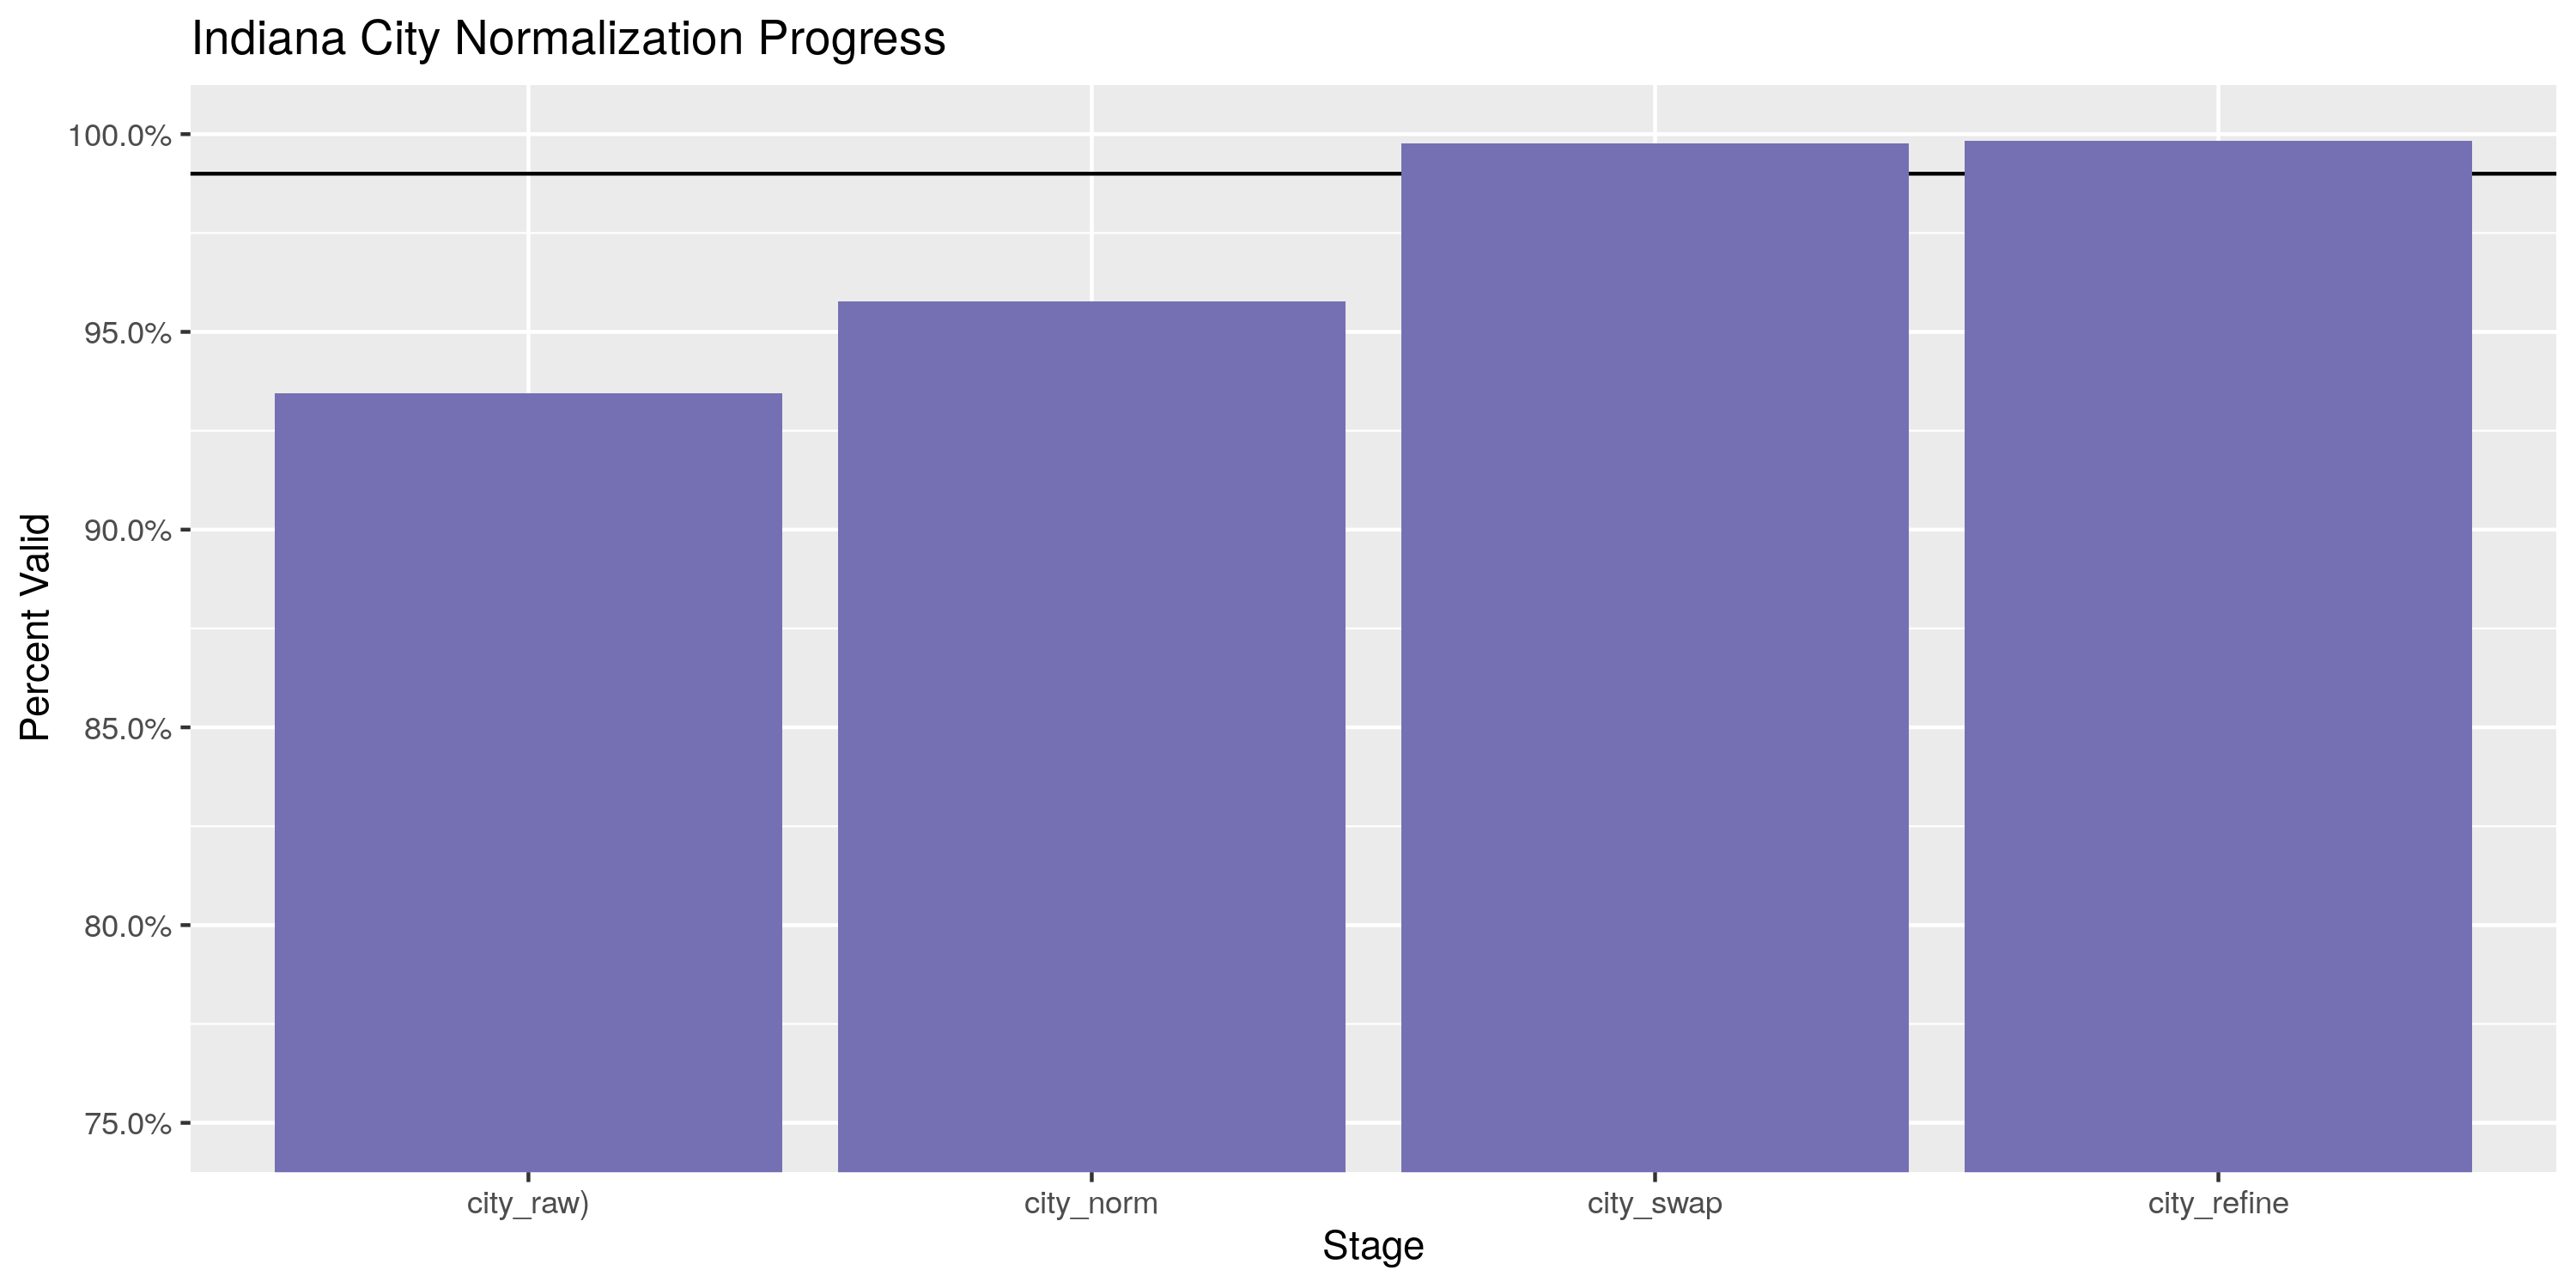 Indiana City Normalization Progress
100.0%
95.0%
90.0%
85.0%
80.0%
75.0%
Percent Valid
city_raw)
city_norm
city_swap
city_refine
Stage